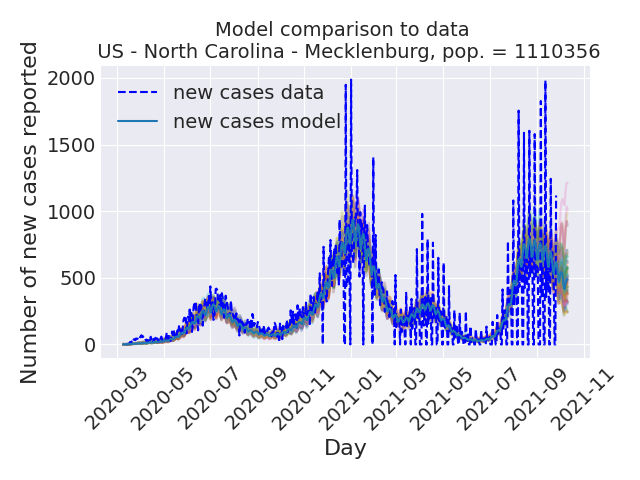 Model comparison to data
US - North Carolina - Mecklenburg, pop. = 1110356
Number of new cases reported
2000
1500
1000
500
0
new cases data
new cases model
2020-03
2020-05
2020-07
2020-09
2020-11
2021-01
2021-03
2021-05
2021-07
2021-09
2021-11
Day